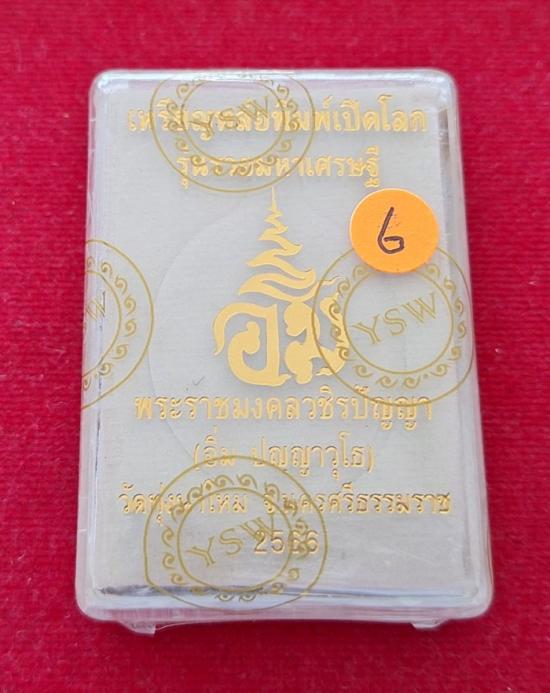 เหรียญหล่อพิมพ์เปิดโลก
รุ่นรวยมหาเศรษฐี
6
อิ่ม
พระราชมงคลวชิรปัญญา
(อิ่ม ปญฺญาวุโธ)
วัดทุ่งนาใหม่ จ.นครศรีธรรมราช
2566
YSW
YSW
YSW
YSW